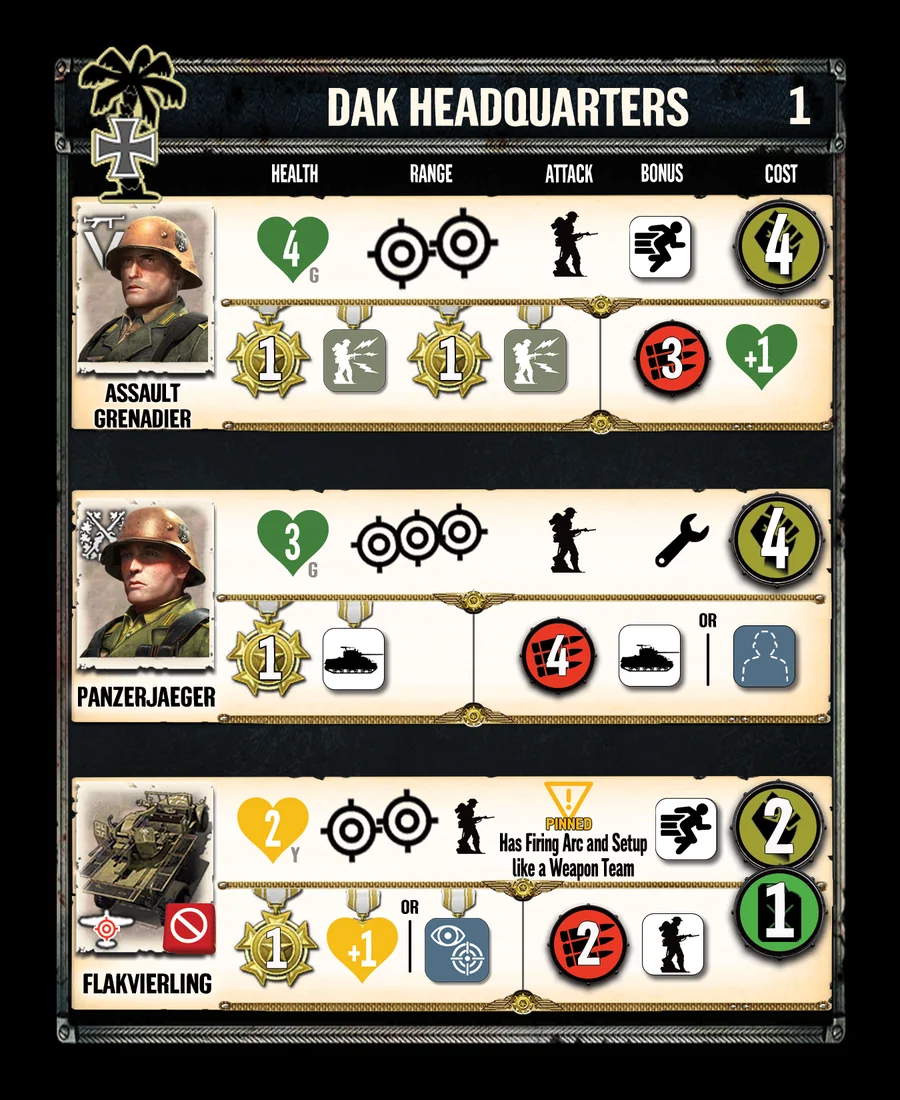 DAK HEADQUARTERS 1
HEALTH RANGE ATTACK BONUS COST
4 G 4
1 1 3 +1
ASSAULT
GRENADIER
3 G 4
OR
1 4
PANZERJAEGER
2 Y PINNED 2
Has Firing Arc and Setup
like a Weapon Team
OR
1 +1 2 1
FLAKVIERLING